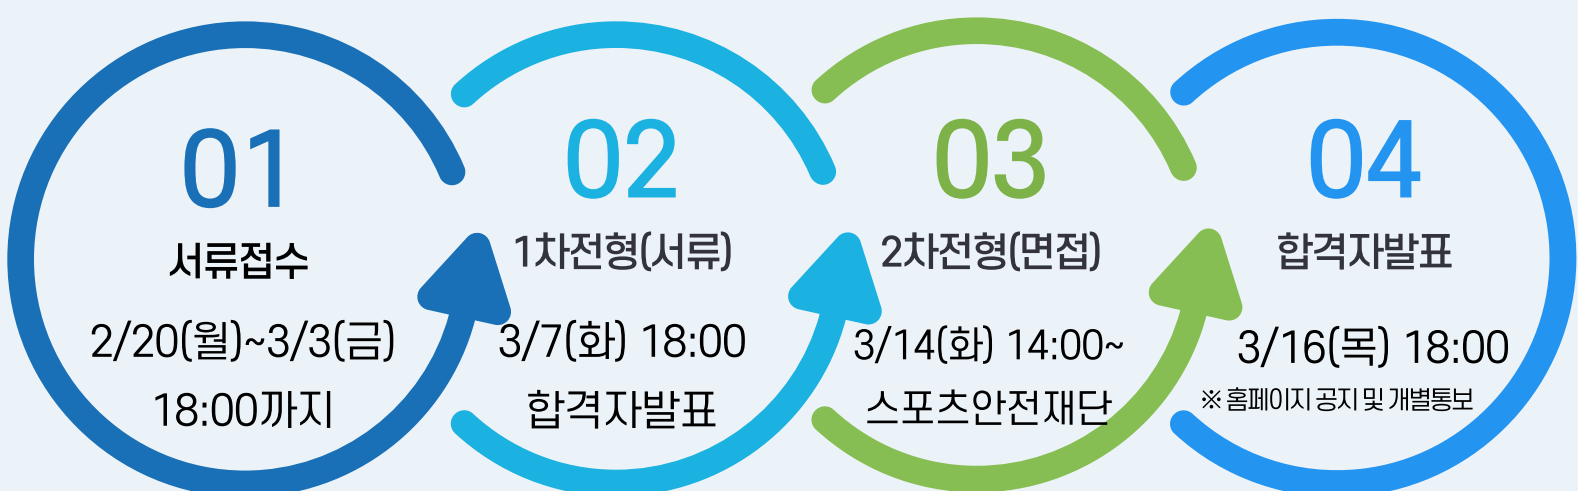 01
서류접수
2/20(월)~3/3(금)
18:00까지
02
1차전형(서류)
3/7(화) 18:00
합격자발표
03
2차전형(면접)
3/14(화) 14:00~
스포츠안전재단
04
합격자발표
3/16(목) 18:00
※ 홈페이지 공지 및 개별통보